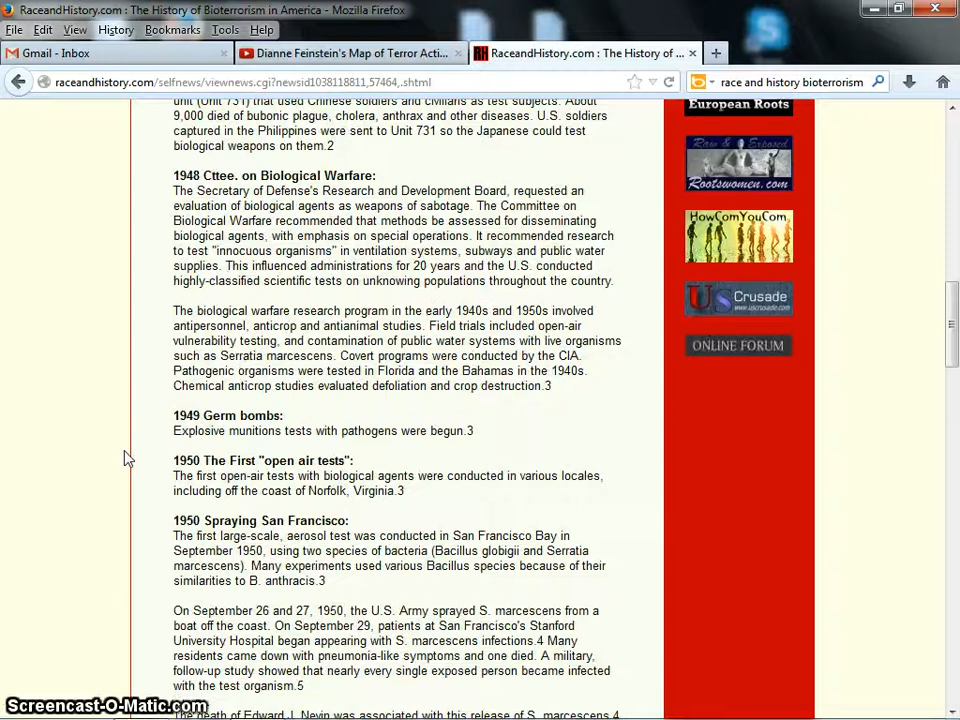 RaceandHistory.com : The History of Bioterrorism in America - Mozilla Firefox
File Edit View History Bookmarks Tools Help
Gmail - Inbox
Dianne Feinstein's Map of Terror Acti...
RaceandHistory.com : The History of ...
raceandhistory.com/selfnews/viewnews.cgi?newsid1038118811,57464,.shtml
race and history bioterrorism
unit (Unit 731) that used Chinese soldiers and civilians as test subjects. About
9,000 died of bubonic plague, cholera, anthrax and other diseases. U.S. soldiers
captured in the Philippines were sent to Unit 731 so the Japanese could test
biological weapons on them.2
1948 Cttee. on Biological Warfare:
The Secretary of Defense's Research and Development Board, requested an
evaluation of biological agents as weapons of sabotage. The Committee on
Biological Warfare recommended that methods be assessed for disseminating
biological agents, with emphasis on special operations. It recommended research
to test "innocuous organisms" in ventilation systems, subways and public water
supplies. This influenced administrations for 20 years and the U.S. conducted
highly-classified scientific tests on unknowing populations throughout the country.
The biological warfare research program in the early 1940s and 1950s involved
antipersonnel, anticrop and antianimal studies. Field trials included open-air
vulnerability testing, and contamination of public water systems with live organisms
such as Serratia marcescens. Covert programs were conducted by the CIA.
Pathogenic organisms were tested in Florida and the Bahamas in the 1940s.
Chemical anticrop studies evaluated defoliation and crop destruction.3
1949 Germ bombs:
Explosive munitions tests with pathogens were begun.3
1950 The First "open air tests":
The first open-air tests with biological agents were conducted in various locales,
including off the coast of Norfolk, Virginia.3
1950 Spraying San Francisco:
The first large-scale, aerosol test was conducted in San Francisco Bay in
September 1950, using two species of bacteria (Bacillus globigii and Serratia
marcescens). Many experiments used various Bacillus species because of their
similarities to B. anthracis.3
On September 26 and 27, 1950, the U.S. Army sprayed S. marcescens from a
boat off the coast. On September 29, patients at San Francisco's Stanford
University Hospital began appearing with S. marcescens infections.4 Many
residents came down with pneumonia-like symptoms and one died. A military,
follow-up study showed that nearly every single exposed person became infected
with the test organism.5
The death of Edward J. Nevin was associated with this release of S. marcescens.4
European Roots
Raw & Exposed
Rootswomen.com
HowComYouCom
US Crusade
www.uscrusade.com
ONLINE FORUM
Screencast-O-Matic.com